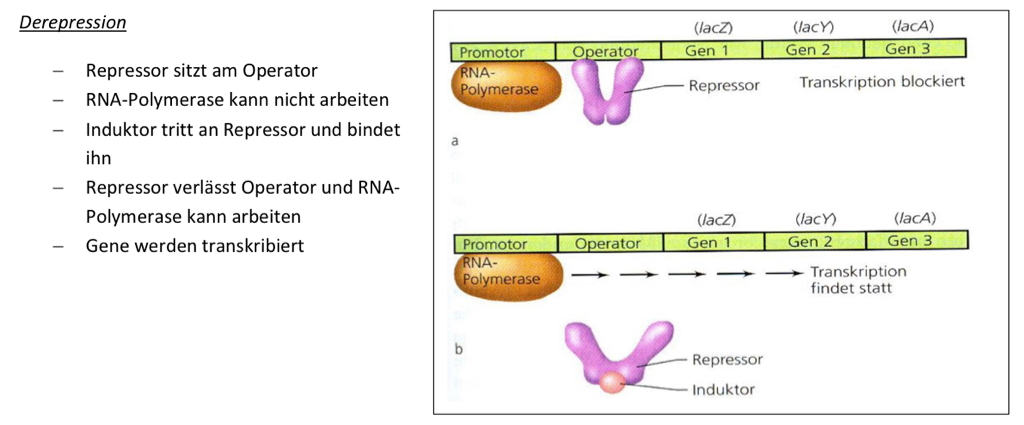 Derepression
– Repressor sitzt am Operator
– RNA-Polymerase kann nicht arbeiten
– Induktor tritt an Repressor und bindet
ihn
– Repressor verlässt Operator und RNA-
Polymerase kann arbeiten
– Gene werden transkribiert
(lacZ) (lacY) (lacA)
Promotor Operator Gen 1 Gen 2 Gen 3
RNA-
Polymerase
Repressor
Transkription blockiert
a
(lacZ) (lacY) (lacA)
Promotor Operator Gen 1 Gen 2 Gen 3
RNA-
Polymerase
Transkription
findet statt
b
Repressor
Induktor